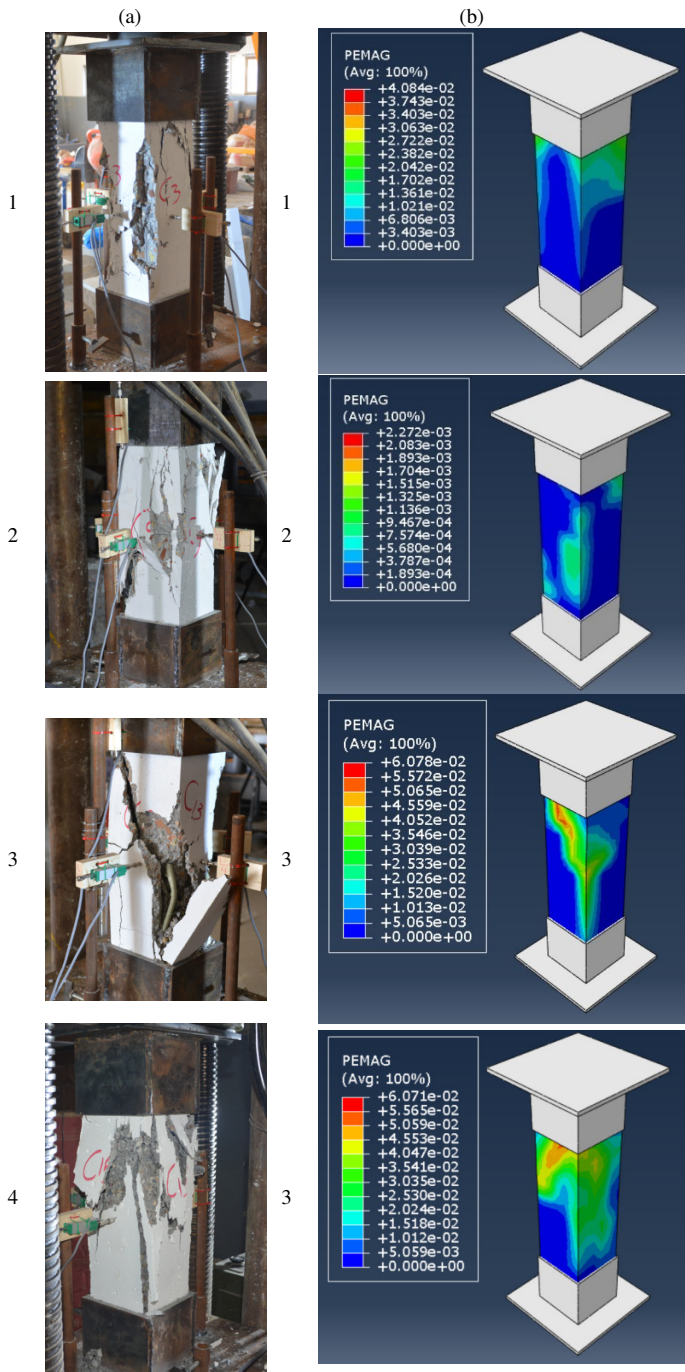 (a)
(b)
1
C3
1
PEMAG
(Avg: 100%)
+4.084e-02
+3.743e-02
+3.403e-02
+3.063e-02
+2.722e-02
+2.382e-02
+2.042e-02
+1.702e-02
+1.361e-02
+1.021e-02
+6.806e-03
+3.403e-03
+0.000e+00
2
2
PEMAG
(Avg: 100%)
+2.272e-03
+2.083e-03
+1.893e-03
+1.704e-03
+1.515e-03
+1.325e-03
+1.136e-03
+9.467e-04
+7.574e-04
+5.680e-04
+3.787e-04
+1.893e-04
+0.000e+00
3
C13
3
PEMAG
(Avg: 100%)
+6.078e-02
+5.572e-02
+5.065e-02
+4.559e-02
+4.052e-02
+3.546e-02
+3.039e-02
+2.533e-02
+2.026e-02
+1.520e-02
+1.013e-02
+5.065e-03
+0.000e+00
4
3
PEMAG
(Avg: 100%)
+6.071e-02
+5.565e-02
+5.059e-02
+4.553e-02
+4.047e-02
+3.541e-02
+3.035e-02
+2.530e-02
+2.024e-02
+1.518e-02
+1.012e-02
+5.059e-03
+0.000e+00